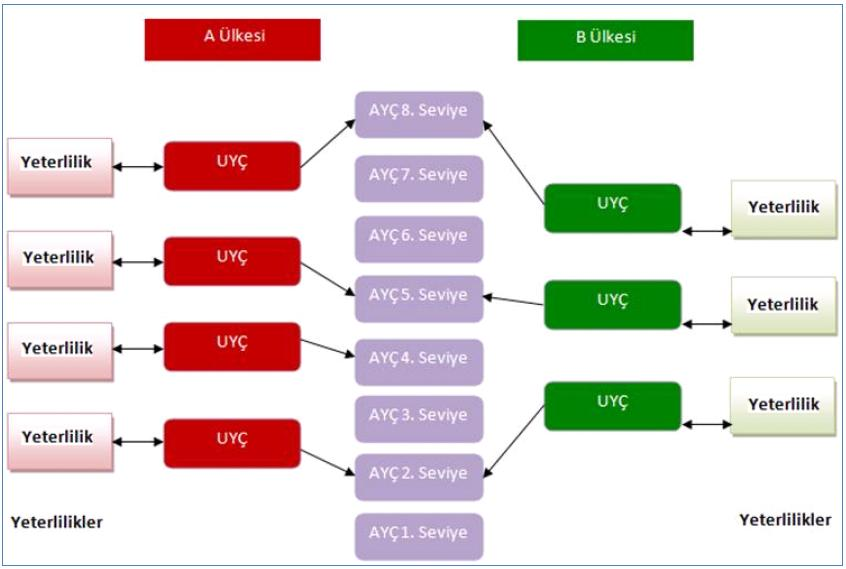 A Ülkesi
B Ülkesi
AYÇ 8. Seviye
Yeterlilik
UYÇ
AYÇ 7. Seviye
UYÇ
Yeterlilik
AYÇ 6. Seviye
Yeterlilik
UYÇ
AYÇ 5. Seviye
UYÇ
Yeterlilik
Yeterlilik
UYÇ
AYÇ 4. Seviye
AYÇ 3. Seviye
UYÇ
Yeterlilik
Yeterlilik
UYÇ
AYÇ 2. Seviye
Yeterlilikler
Yeterlilikler
AYÇ 1. Seviye